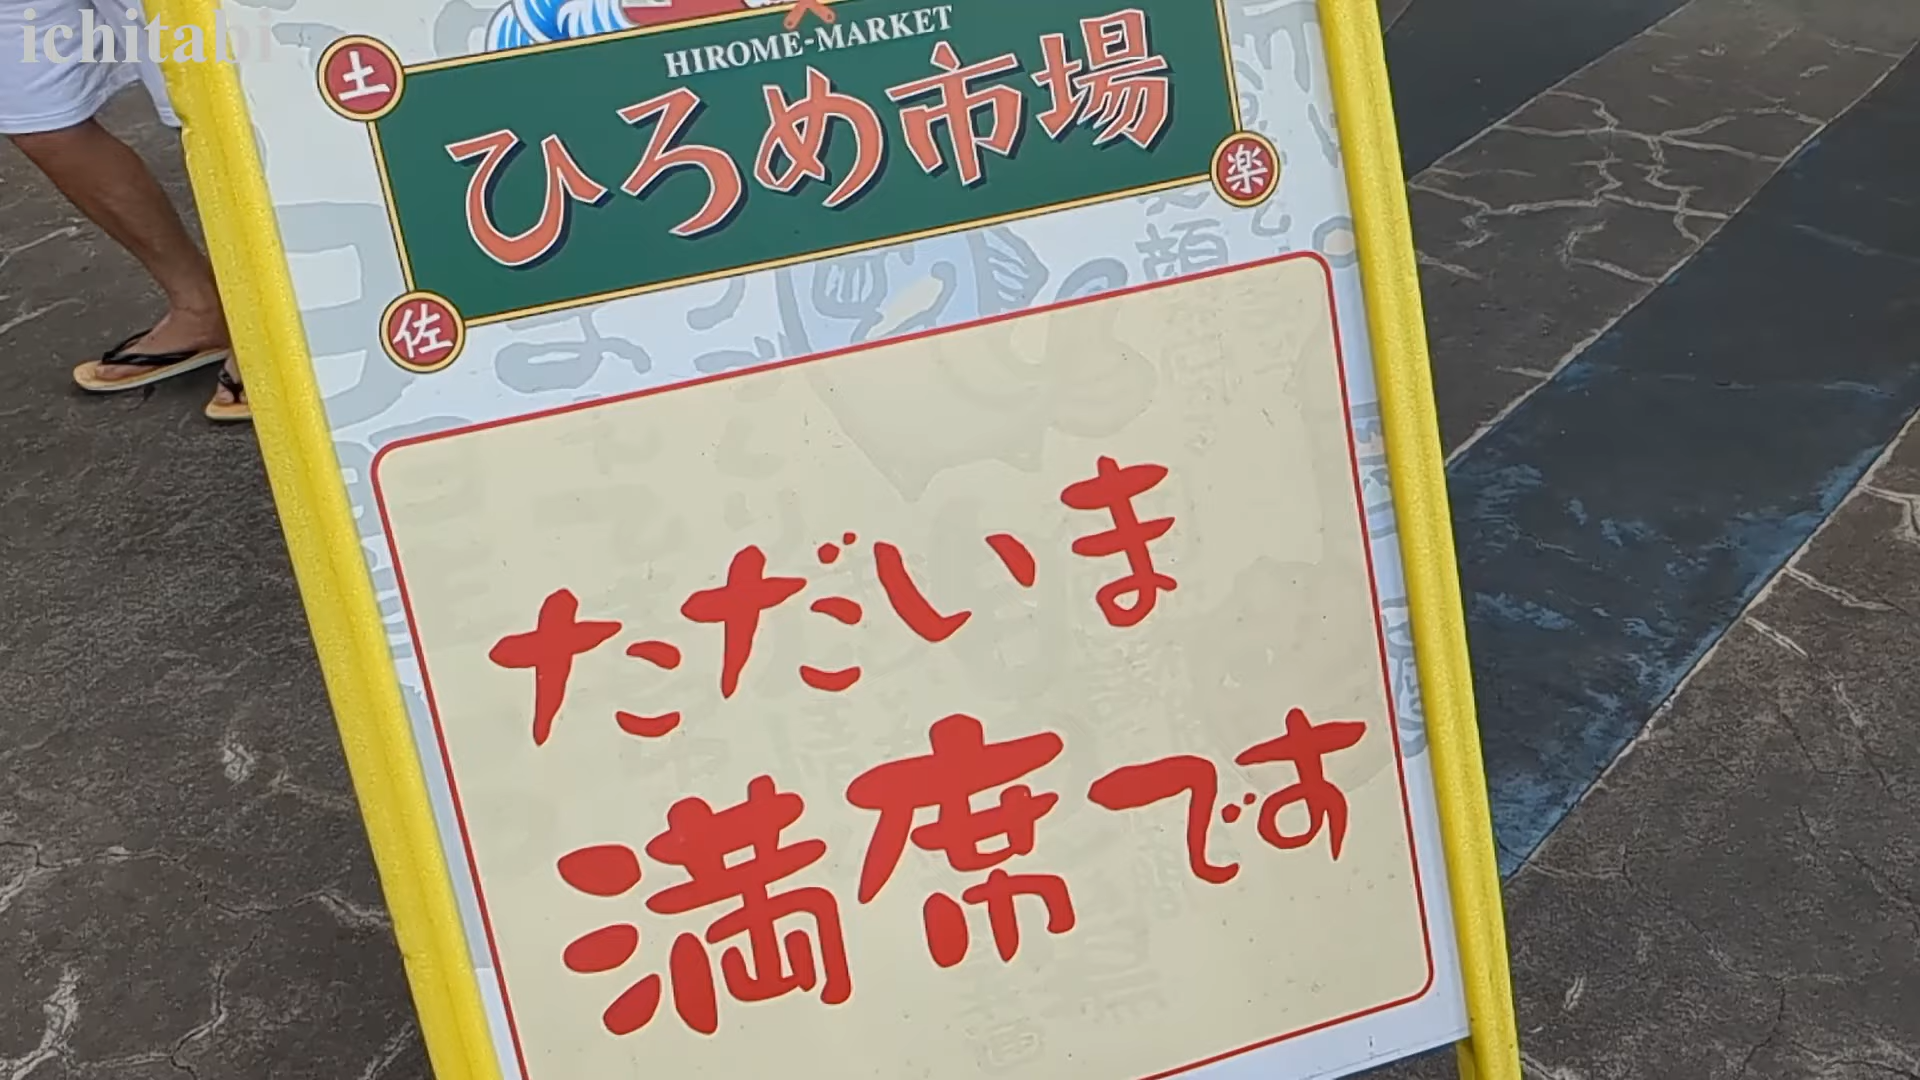 ichitabi
HIROME-MARKET
土
ひろめ市場
楽
佐
ただいま
満席です